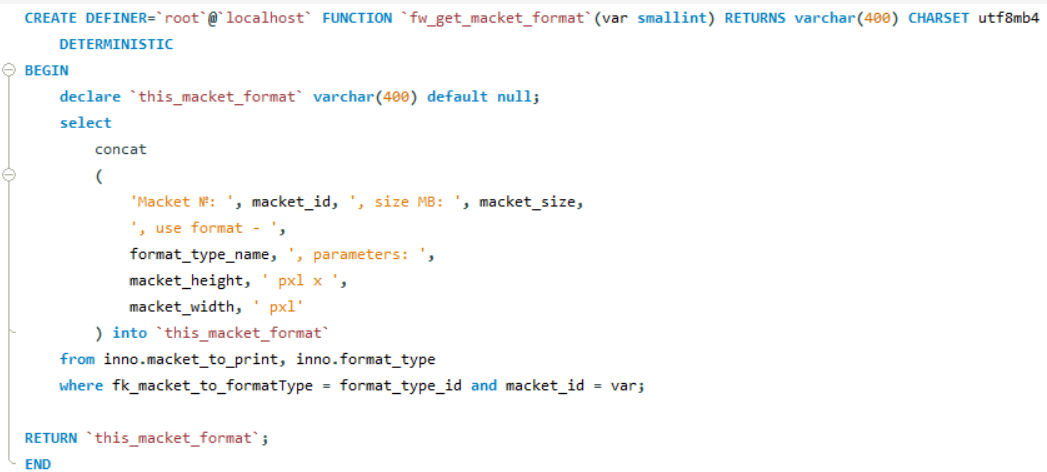 CREATE DEFINER=`root`@`localhost` FUNCTION `fw_get_macket_format`(var smallint) RETURNS varchar(400) CHARSET utf8mb4
    DETERMINISTIC
BEGIN
    declare `this_macket_format` varchar(400) default null;
    select
        concat
        (
            'Macket №: ', macket_id, ', size MB: ', macket_size,
            ', use format - ',
            format_type_name, ', parameters: ',
            macket_height, ' pxl x ',
            macket_width, ' pxl'
        ) into `this_macket_format`
    from inno.macket_to_print, inno.format_type
    where fk_macket_to_formatType = format_type_id and macket_id = var;
RETURN `this_macket_format`;
END